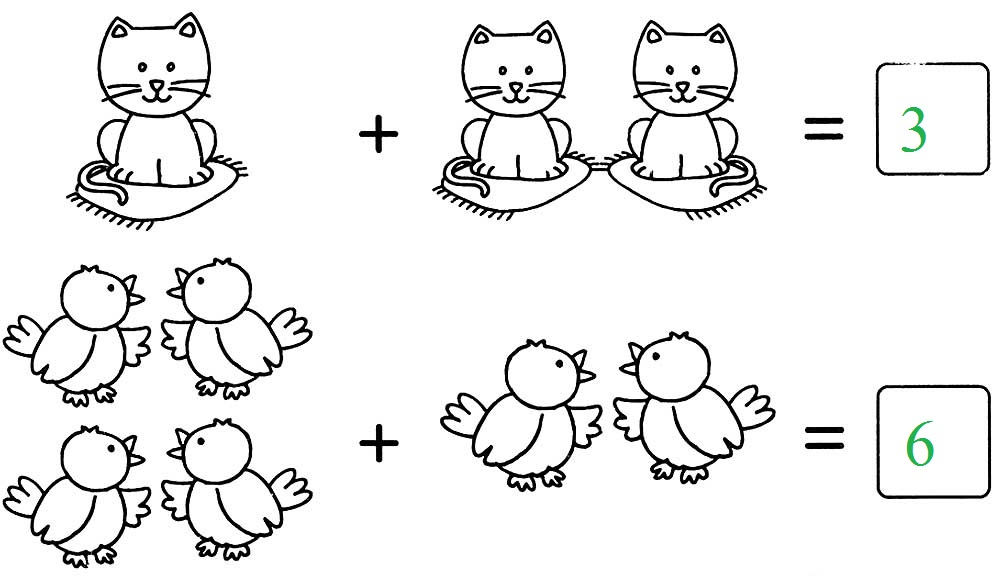 + = 3
+ = 6